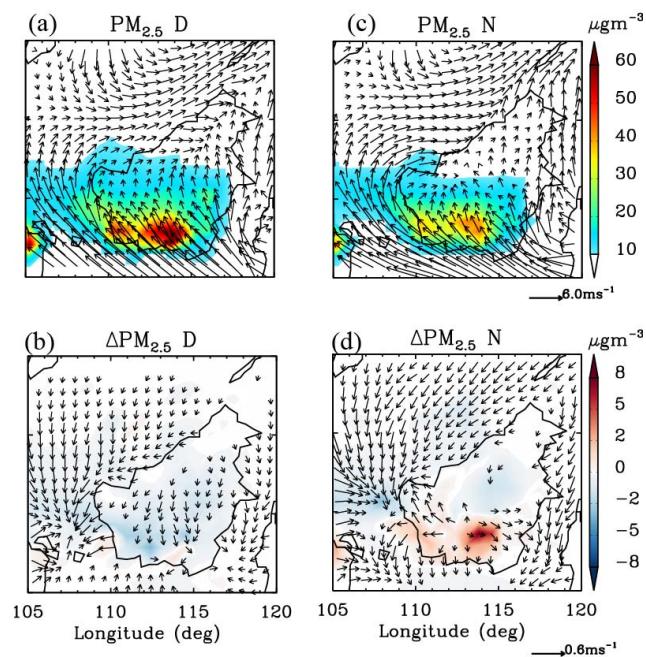 (a) PM2.5 D
(c) PM2.5 N
μgm−3
60
50
40
30
20
10
6.0ms−1
(b) ΔPM2.5 D
(d) ΔPM2.5 N
μgm−3
8
5
2
0
−2
−5
−8
105 110 115 120
Longitude (deg)
105 110 115 120
Longitude (deg)
0.6ms−1